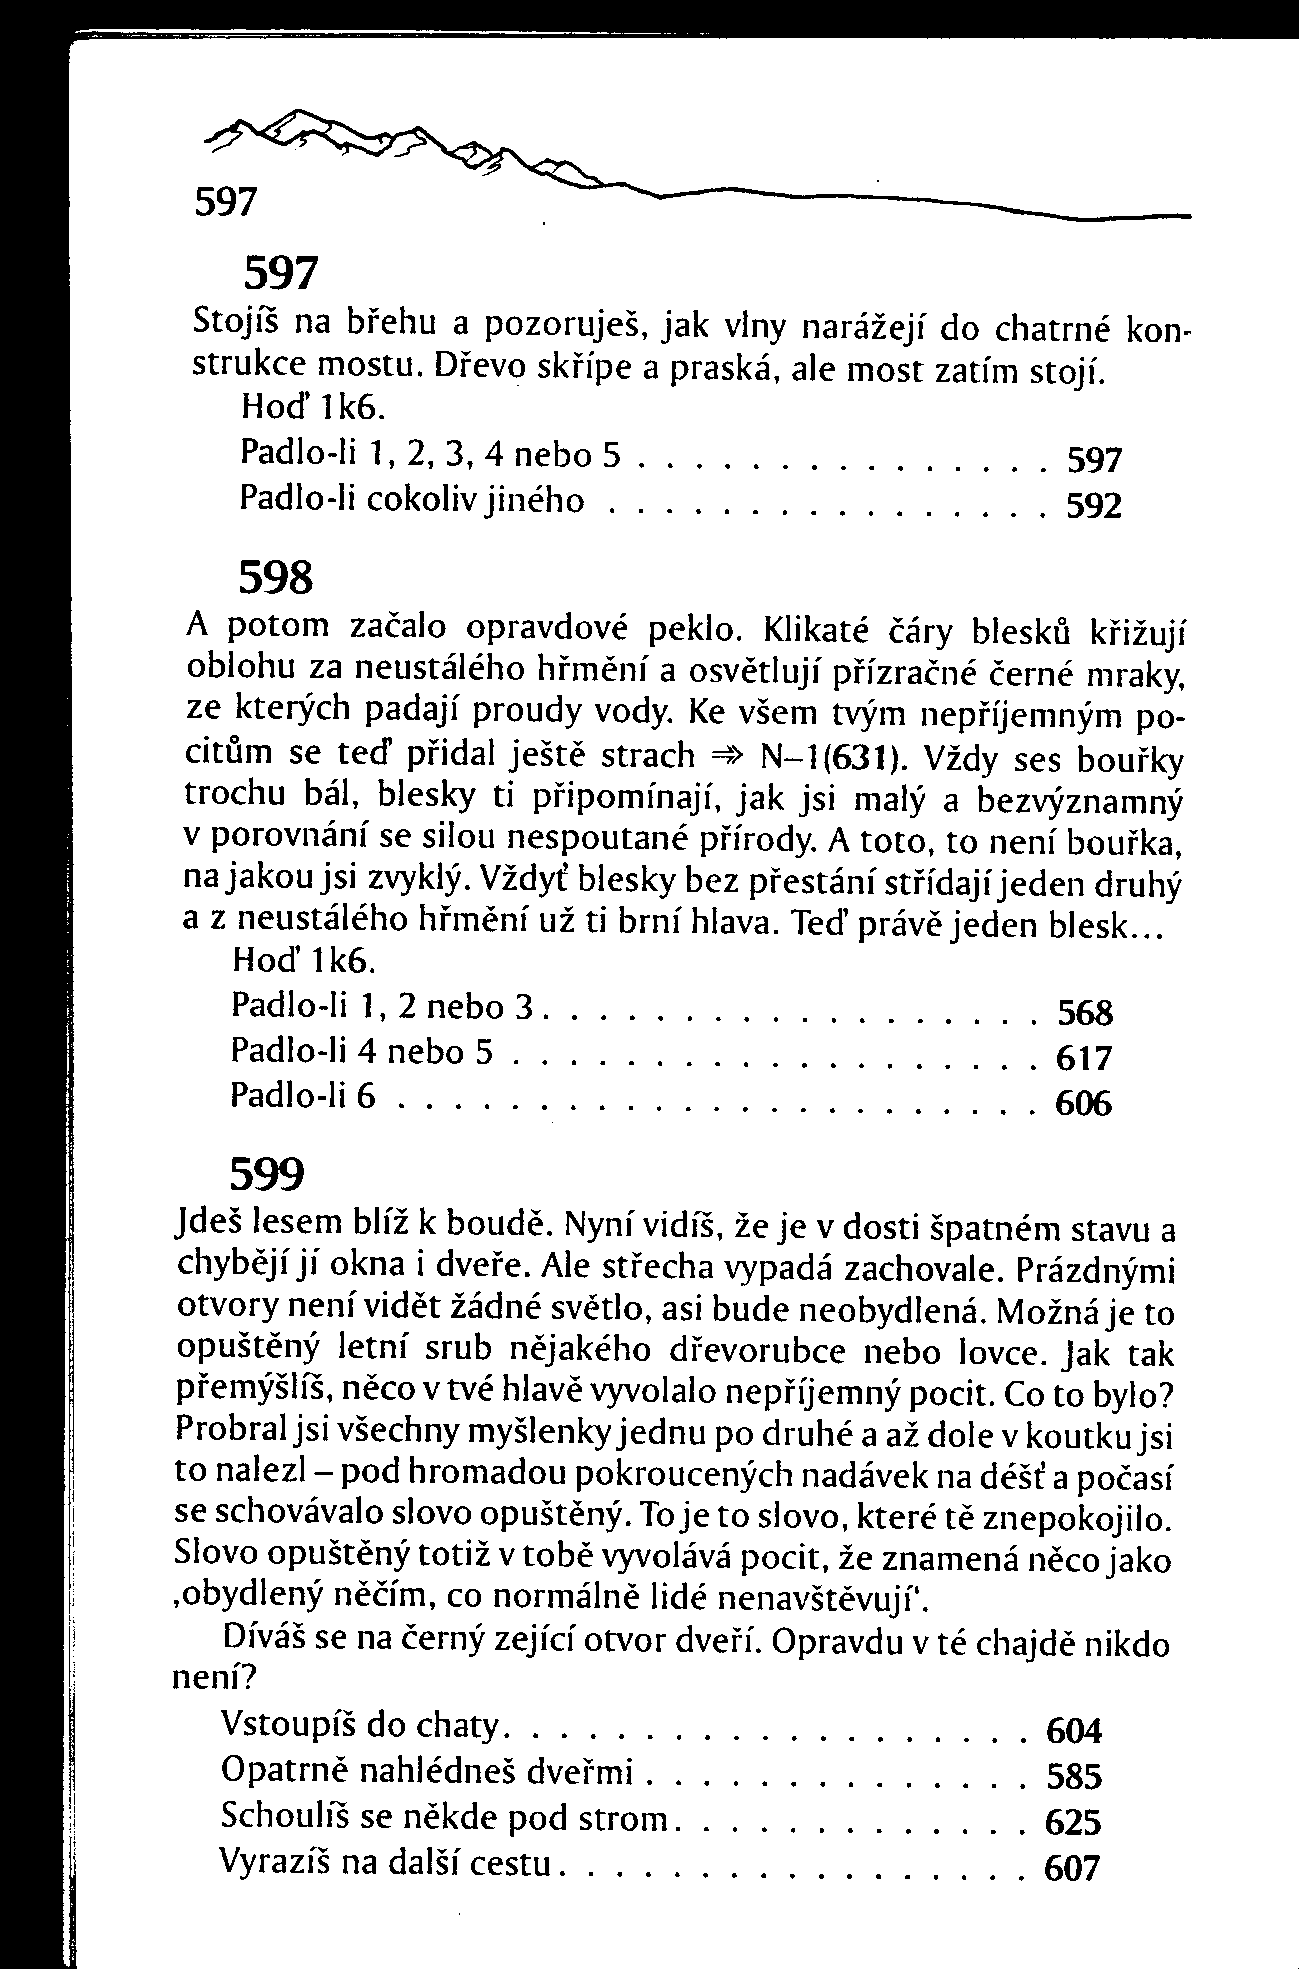 597
597
Stojíš na břehu a pozoruješ, jak vlny narážejí do chatrné kon-
strukce mostu. Dřevo skřípe a praská, ale most zatím stojí.
Hoď 1k6.
Padlo-li 1, 2, 3, 4 nebo 5 . . . . . . . . . . . . . . . 597
Padlo-li cokoliv jiného . . . . . . . . . . . . . . . . 592
598
A potom začalo opravdové peklo. Klikaté čáry blesků křižují
oblohu za neustálého hřmění a osvětlují přízračné černé mraky,
ze kterých padají proudy vody. Ke všem tvým nepříjemným po-
citům se teď přidal ještě strach ⇒ N–1(631). Vždy ses bouřky
trochu bál, blesky ti připomínají, jak jsi malý a bezvýznamný
v porovnání se silou nespoutané přírody. A toto, to není bouřka,
na jakou jsi zvyklý. Vždyť blesky bez přestání střídají jeden druhý
a z neustálého hřmění už ti brní hlava. Teď právě jeden blesk...
Hoď 1k6.
Padlo-li 1, 2 nebo 3 . . . . . . . . . . . . . . . . . . 568
Padlo-li 4 nebo 5 . . . . . . . . . . . . . . . . . . . 617
Padlo-li 6 . . . . . . . . . . . . . . . . . . . . . . . 606
599
Jdeš lesem blíž k boudě. Nyní vidíš, že je v dosti špatném stavu a
chybějí jí okna i dveře. Ale střecha vypadá zachovale. Prázdnými
otvory není vidět žádné světlo, asi bude neobydlená. Možná je to
opuštěný letní srub nějakého dřevorubce nebo lovce. Jak tak
přemýšlíš, něco v tvé hlavě vyvolalo nepříjemný pocit. Co to bylo?
Probral jsi všechny myšlenky jednu po druhé a až dole v koutku jsi
to nalezl – pod hromadou pokroucených nadávek na déšť a počasí
se schovávalo slovo opuštěný. To je to slovo, které tě znepokojilo.
Slovo opuštěný totiž v tobě vyvolává pocit, že znamená něco jako
‚obydlený něčím, co normálně lidé nenavštěvují‘.
Díváš se na černý zející otvor dveří. Opravdu v té chajdě nikdo
není?
Vstoupíš do chaty. . . . . . . . . . . . . . . . . . . 604
Opatrně nahlédneš dveřmi . . . . . . . . . . . . . . 585
Schoulíš se někde pod strom. . . . . . . . . . . . . 625
Vyrazíš na další cestu . . . . . . . . . . . . . . . . . 607